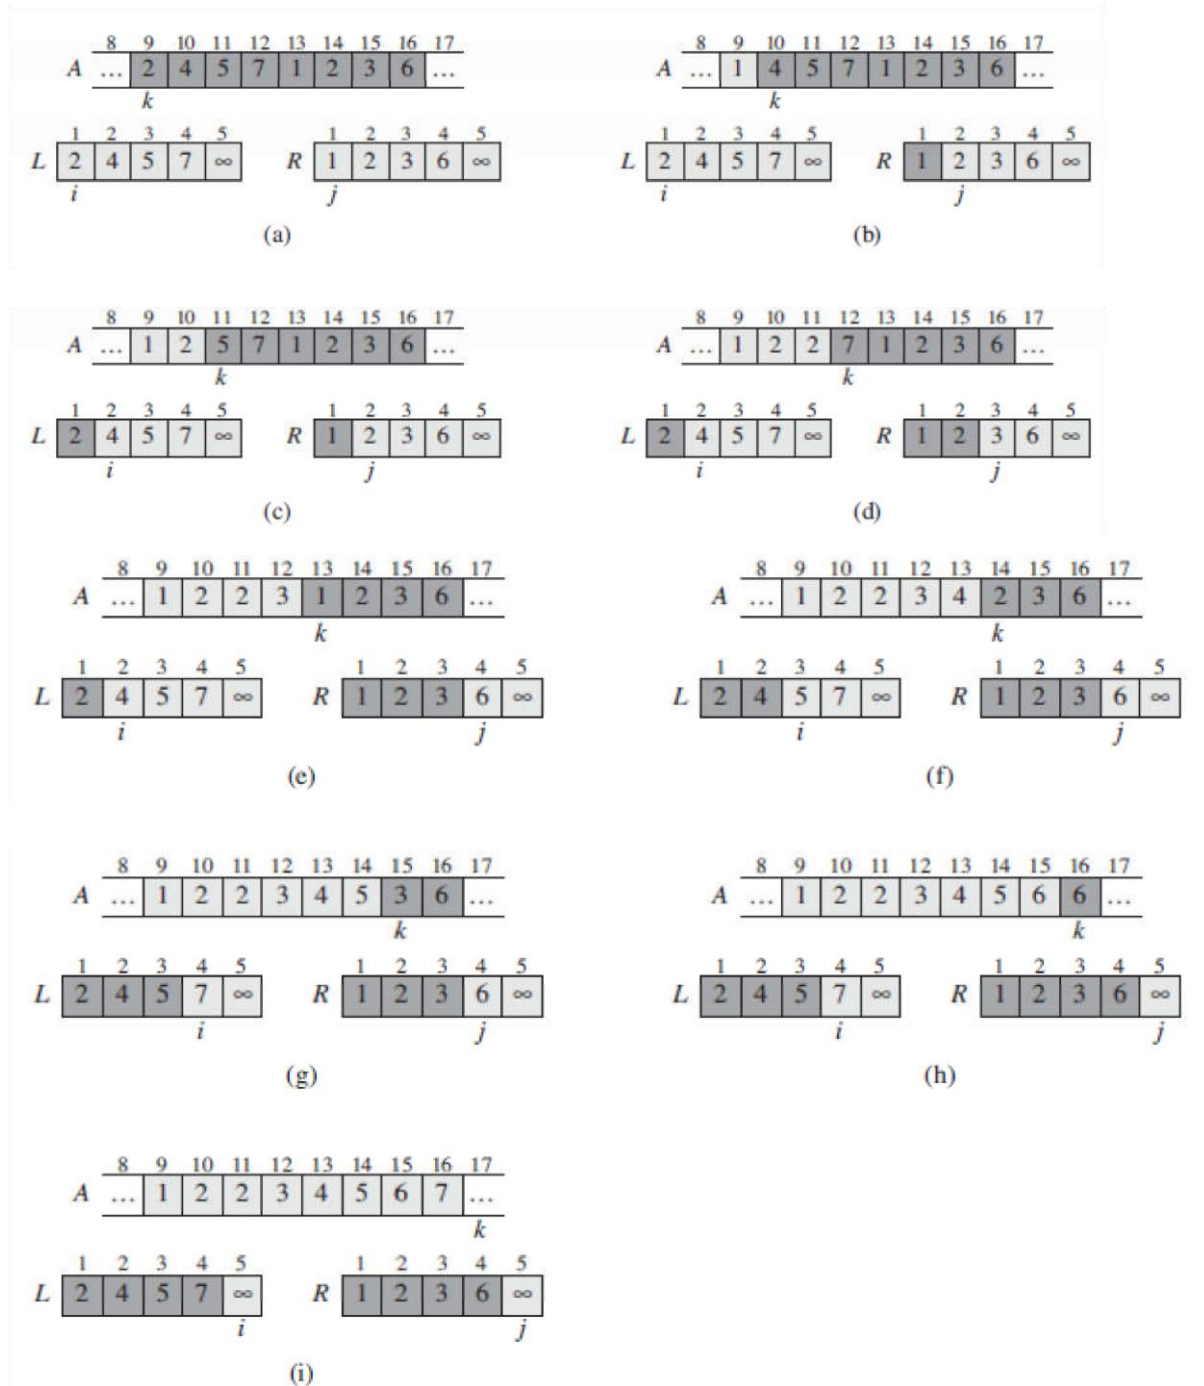 8 9 10 11 12 13 14 15 16 17
A ... 2 4 5 7 1 2 3 6 ...
k
1 2 3 4 5 1 2 3 4 5
L 2 4 5 7 ∞ R 1 2 3 6 ∞
i j
(a)
8 9 10 11 12 13 14 15 16 17
A ... 1 4 5 7 1 2 3 6 ...
k
1 2 3 4 5 1 2 3 4 5
L 2 4 5 7 ∞ R 1 2 3 6 ∞
i j
(b)
8 9 10 11 12 13 14 15 16 17
A ... 1 2 5 7 1 2 3 6 ...
k
1 2 3 4 5 1 2 3 4 5
L 2 4 5 7 ∞ R 1 2 3 6 ∞
i j
(c)
8 9 10 11 12 13 14 15 16 17
A ... 1 2 2 7 1 2 3 6 ...
k
1 2 3 4 5 1 2 3 4 5
L 2 4 5 7 ∞ R 1 2 3 6 ∞
i j
(d)
8 9 10 11 12 13 14 15 16 17
A ... 1 2 2 3 1 2 3 6 ...
k
1 2 3 4 5 1 2 3 4 5
L 2 4 5 7 ∞ R 1 2 3 6 ∞
i j
(e)
8 9 10 11 12 13 14 15 16 17
A ... 1 2 2 3 4 2 3 6 ...
k
1 2 3 4 5 1 2 3 4 5
L 2 4 5 7 ∞ R 1 2 3 6 ∞
i j
(f)
8 9 10 11 12 13 14 15 16 17
A ... 1 2 2 3 4 5 3 6 ...
k
1 2 3 4 5 1 2 3 4 5
L 2 4 5 7 ∞ R 1 2 3 6 ∞
i j
(g)
8 9 10 11 12 13 14 15 16 17
A ... 1 2 2 3 4 5 6 6 ...
k
1 2 3 4 5 1 2 3 4 5
L 2 4 5 7 ∞ R 1 2 3 6 ∞
i j
(h)
8 9 10 11 12 13 14 15 16 17
A ... 1 2 2 3 4 5 6 7 ...
k
1 2 3 4 5 1 2 3 4 5
L 2 4 5 7 ∞ R 1 2 3 6 ∞
i j
(i)